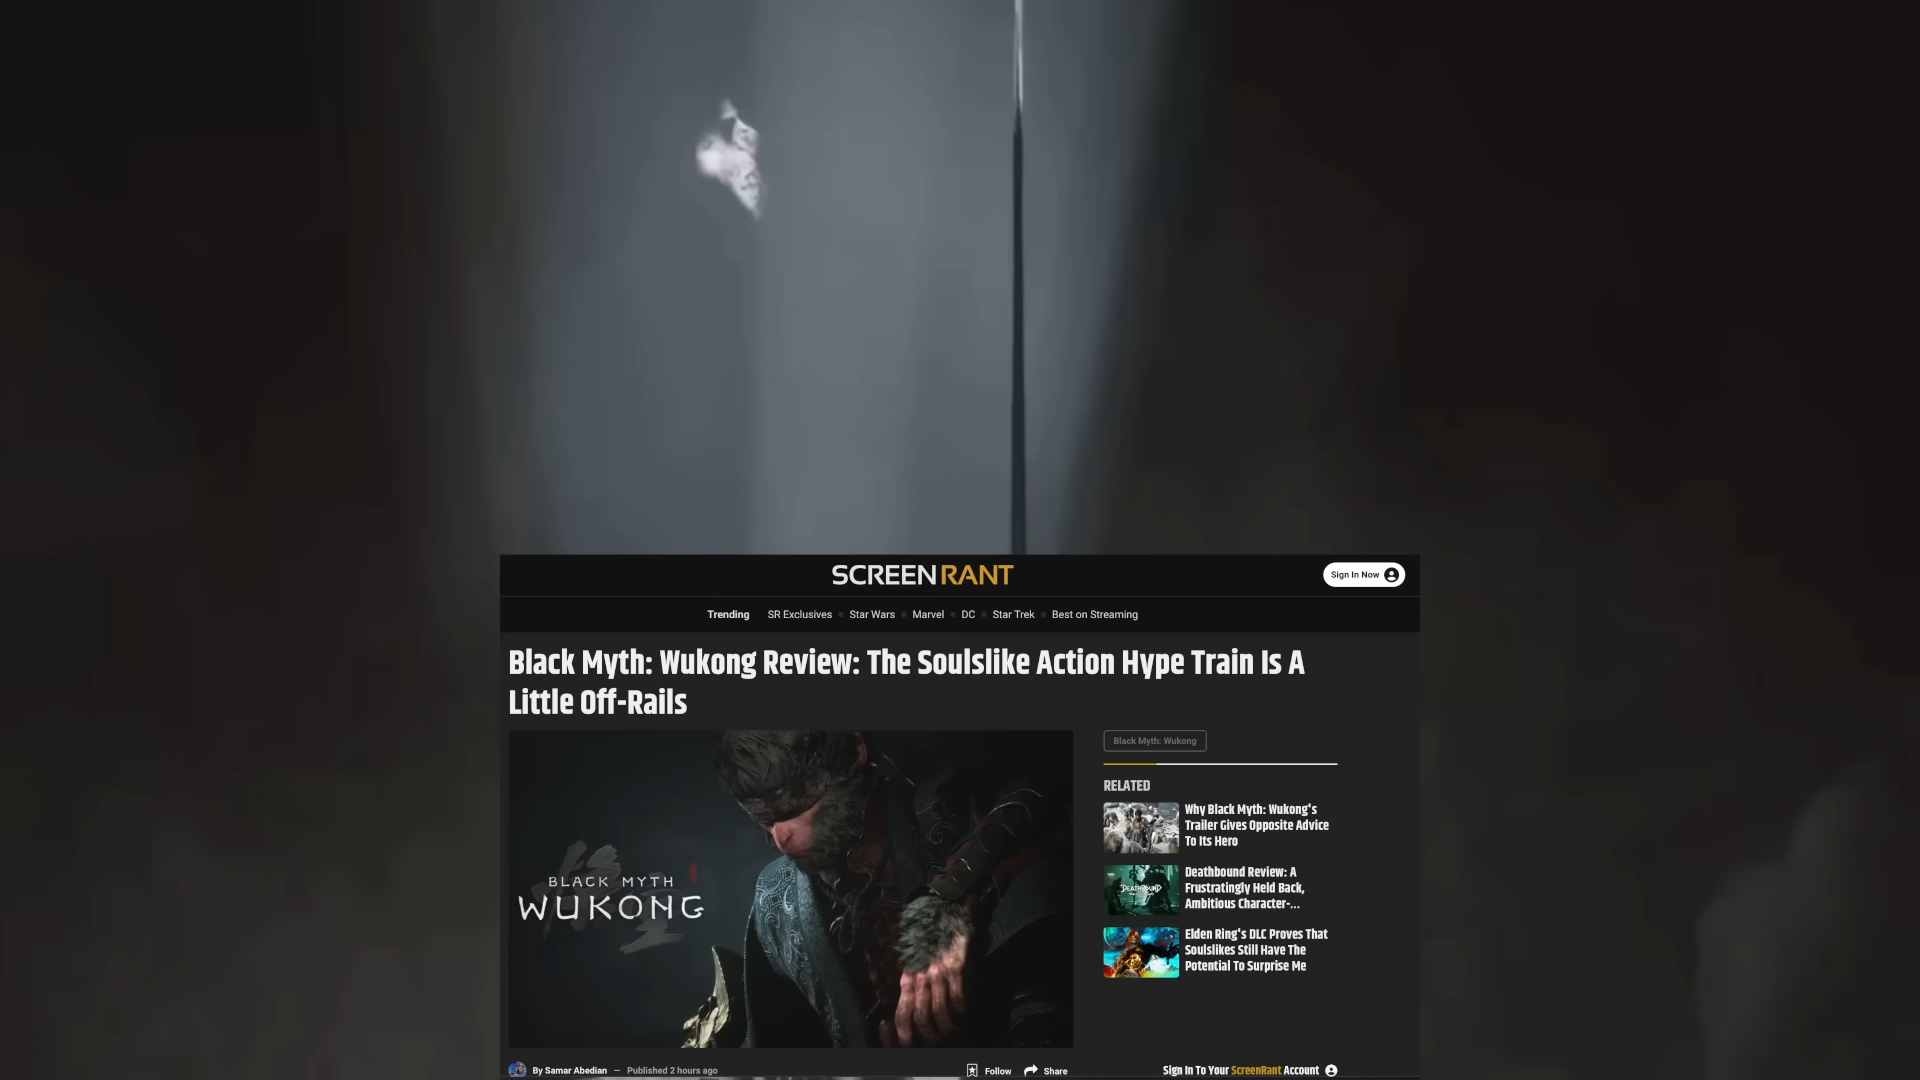 SCREENRANT
Sign In Now
Trending SR Exclusives Star Wars Marvel DC Star Trek Best on Streaming
Black Myth: Wukong Review: The Soulslike Action Hype Train Is A
Little Off-Rails
BLACK MYTH
WUKONG
Black Myth: Wukong
RELATED
Why Black Myth: Wukong's
Trailer Gives Opposite Advice
To Its Hero
DEATHBOUND
Deathbound Review: A
Frustratingly Held Back,
Ambitious Character-...
Elden Ring's DLC Proves That
Soulslikes Still Have The
Potential To Surprise Me
By Samar Abedian — Published 2 hours ago
Follow Share
Sign In To Your ScreenRant Account